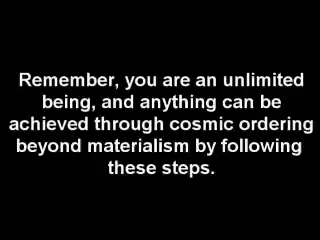 Remember, you are an unlimited
being, and anything can be
achieved through cosmic ordering
beyond materialism by following
these steps.